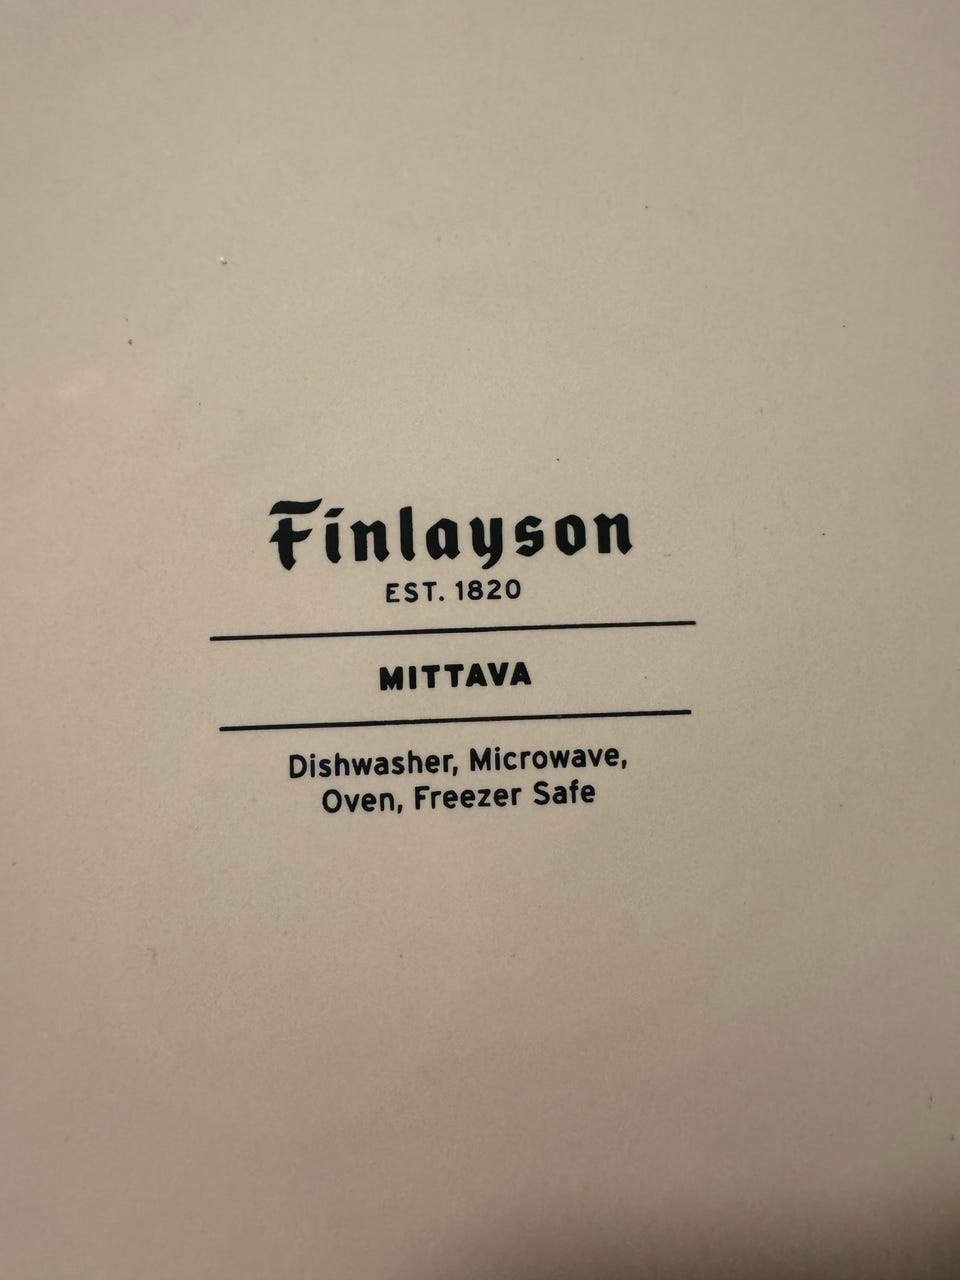 Finlayson
EST. 1820
MITTAVA
Dishwasher, Microwave,
Oven, Freezer Safe